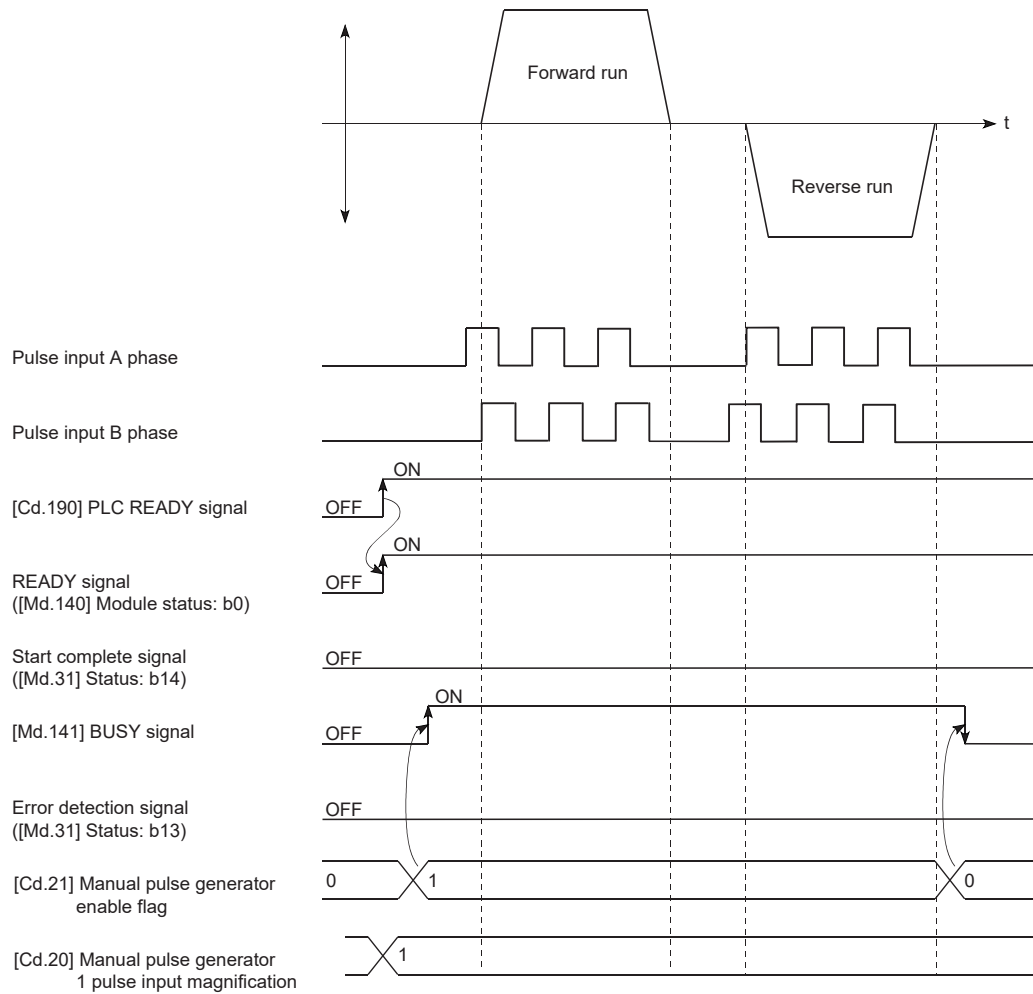 Forward run
t
Reverse run
Pulse input A phase
Pulse input B phase
ON
[Cd.190] PLC READY signal
OFF
ON
READY signal
([Md.140] Module status: b0)
OFF
Start complete signal
([Md.31] Status: b14)
OFF
ON
[Md.141] BUSY signal
OFF
Error detection signal
([Md.31] Status: b13)
OFF
[Cd.21] Manual pulse generator
enable flag
0
1
0
[Cd.20] Manual pulse generator
1 pulse input magnification
1